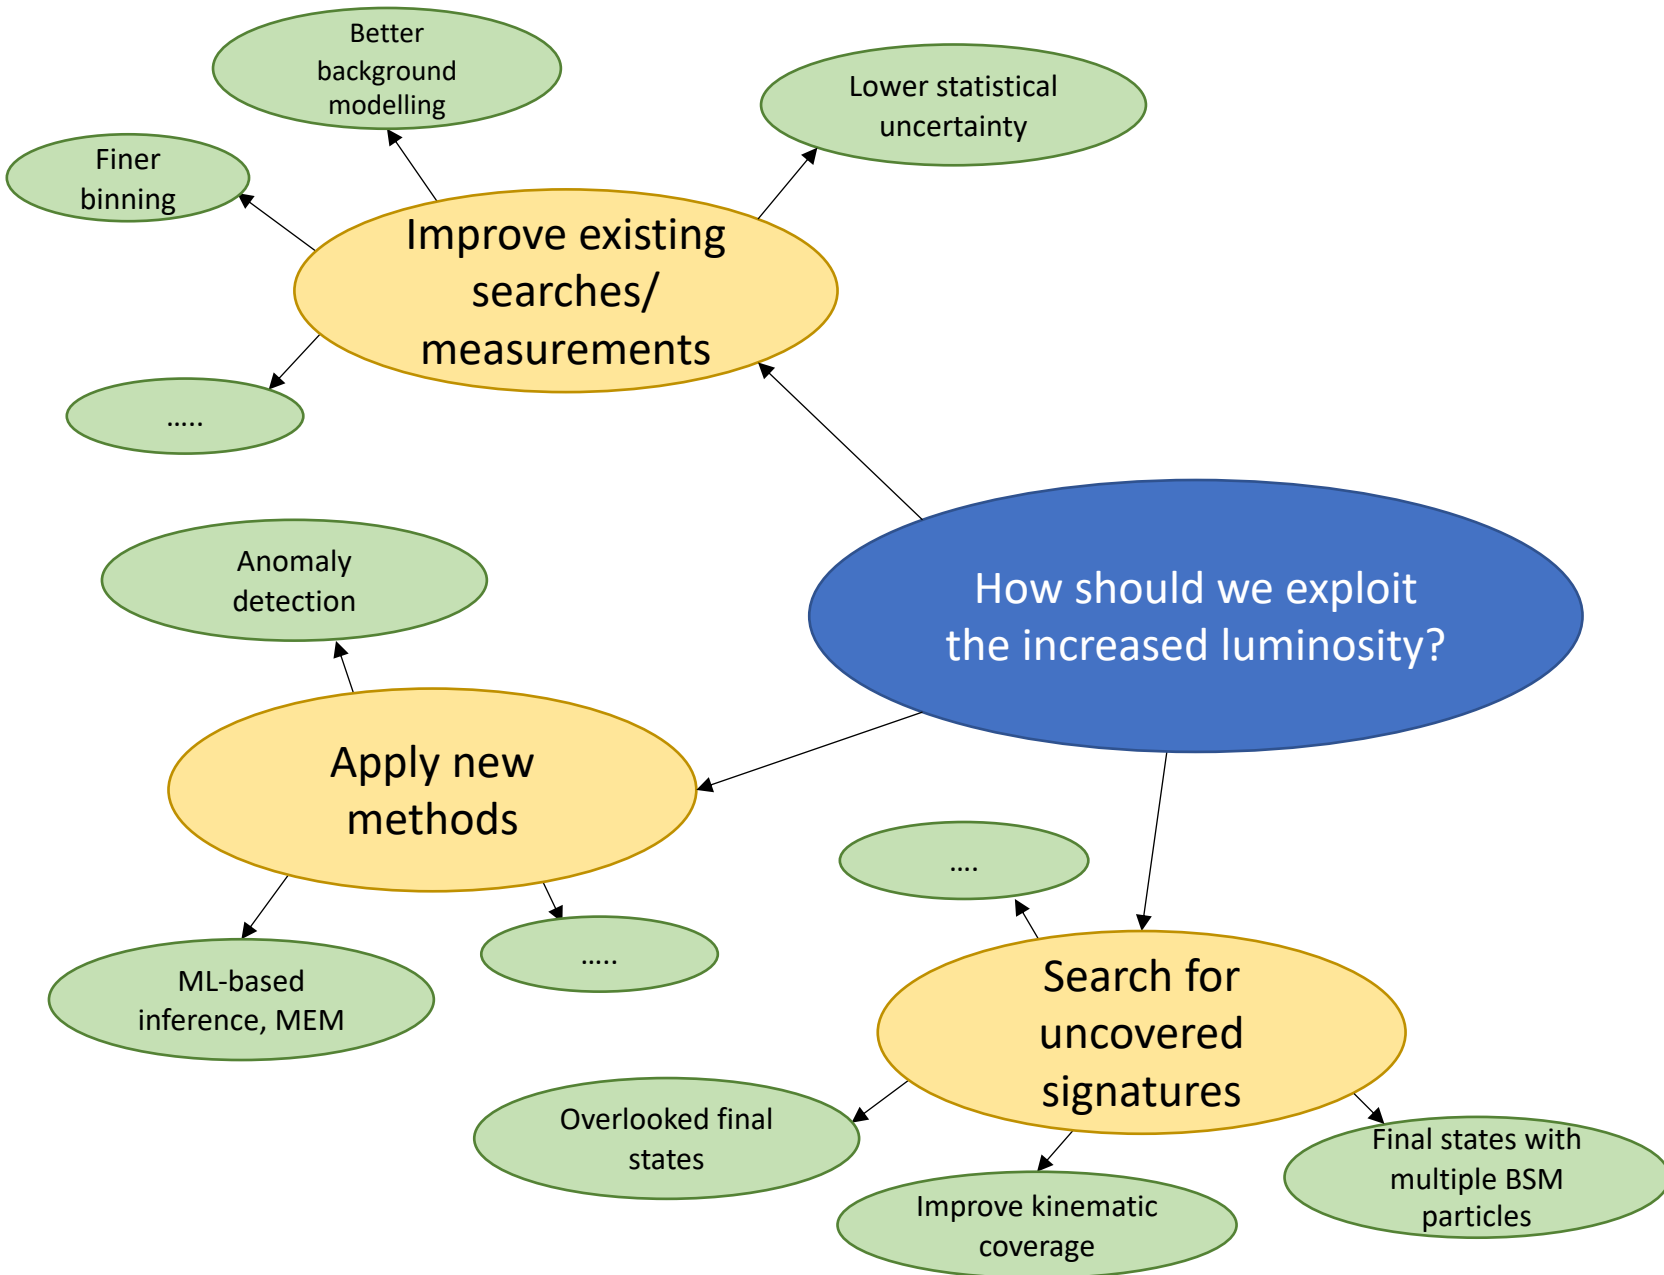 Better
background
modelling
Lower statistical
uncertainty
Finer
binning
Improve existing
searches/
measurements
…..
Anomaly
detection
How should we exploit
the increased luminosity?
Apply new
methods
….
…..
ML-based
inference, MEM
Search for
uncovered
signatures
Overlooked final
states
Final states with
multiple BSM
particles
Improve kinematic
coverage